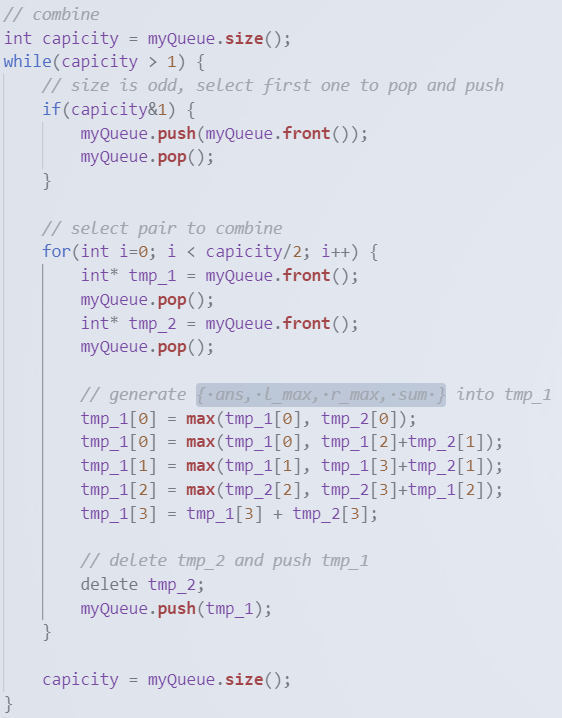 // combine
int capicity = myQueue.size();
while(capicity > 1) {
    // size is odd, select first one to pop and push
    if(capicity&1) {
        myQueue.push(myQueue.front());
        myQueue.pop();
    }

    // select pair to combine
    for(int i=0; i < capicity/2; i++) {
        int* tmp_1 = myQueue.front();
        myQueue.pop();
        int* tmp_2 = myQueue.front();
        myQueue.pop();

        // generate {·ans,·l_max,·r_max,·sum·} into tmp_1
        tmp_1[0] = max(tmp_1[0], tmp_2[0]);
        tmp_1[0] = max(tmp_1[0], tmp_1[2]+tmp_2[1]);
        tmp_1[1] = max(tmp_1[1], tmp_1[3]+tmp_2[1]);
        tmp_1[2] = max(tmp_2[2], tmp_2[3]+tmp_1[2]);
        tmp_1[3] = tmp_1[3] + tmp_2[3];

        // delete tmp_2 and push tmp_1
        delete tmp_2;
        myQueue.push(tmp_1);
    }

    capicity = myQueue.size();
}